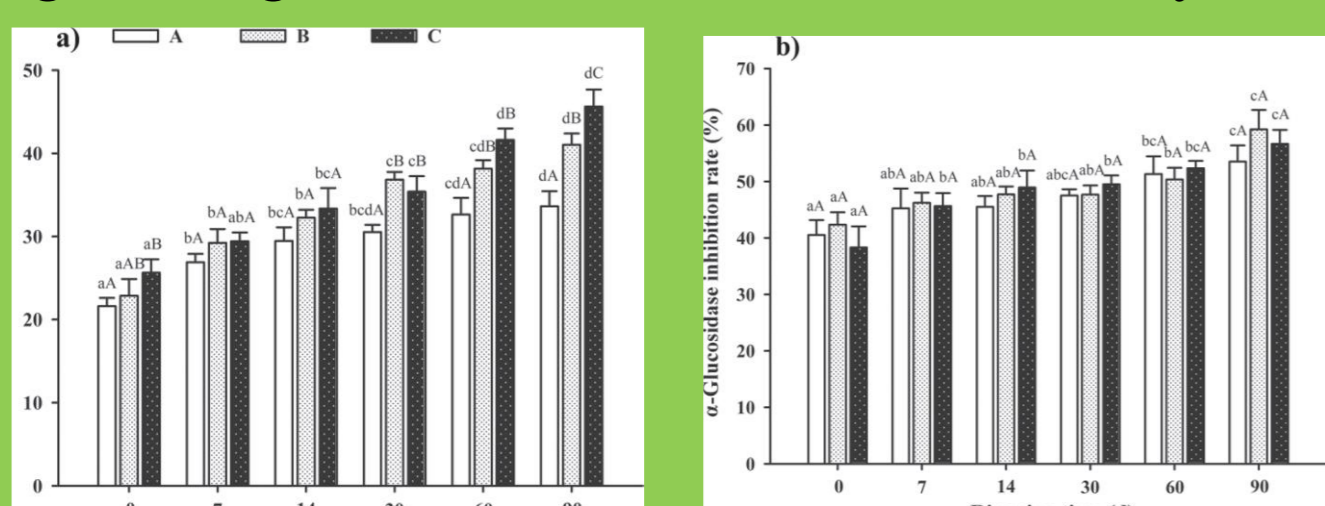 a) A B C
50
40
30
20
10
0
aA aAB aB
bA bA abA
bcA bA bcA
bcdA cB cB
cdA cdB dB
dA dB dC
b)
α-Glucosidase inhibition rate (%)
70
60
50
40
30
20
10
0
aA aA aA
abA abA bA
abA abA bA
abcA abA bA
bcA bA bcA
cA cA cA
0 7 14 30 60 90